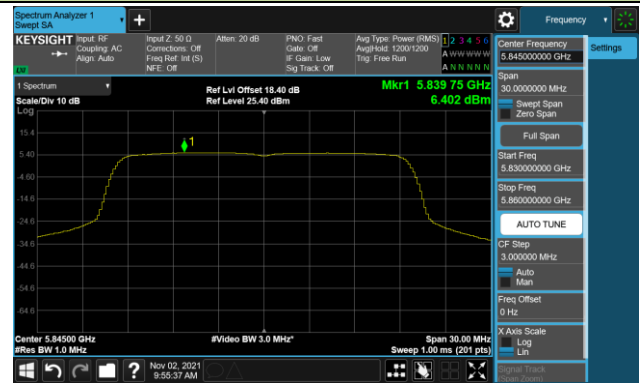 Spectrum Analyzer 1
Swept SA
+
Frequency
KEYSIGHT
Input: RF
Coupling: AC
Align: Auto
Input Z: 50 Ω
Corrections: Off
Freq Ref: Int (S)
NFE: Off
Atten: 20 dB
PNO: Fast
Gate: Off
IF Gain: Low
Sig Track: Off
Avg Type: Power (RMS)
Avg|Hold: 1200/1200
Trig: Free Run
1 2 3 4 5 6
A W W W W W
A N N N N N
LXI
1 Spectrum
Scale/Div 10 dB
Log
Ref Lvl Offset 18.40 dB
Ref Level 25.40 dBm
Mkr1 5.839 75 GHz
6.402 dBm
1
15.4
5.40
-4.60
-14.6
-24.6
-34.6
-44.6
-54.6
-64.6
Center 5.84500 GHz
#Res BW 1.0 MHz
#Video BW 3.0 MHz*
Span 30.00 MHz
Sweep 1.00 ms (201 pts)
Center Frequency
5.845000000 GHz
Settings
Span
30.0000000 MHz
Swept Span
Zero Span
Full Span
Start Freq
5.830000000 GHz
Stop Freq
5.860000000 GHz
AUTO TUNE
CF Step
3.000000 MHz
Auto
Man
Freq Offset
0 Hz
X Axis Scale
Log
Lin
Signal Track
(Span Zoom)
?
Nov 02, 2021
9:55:37 AM